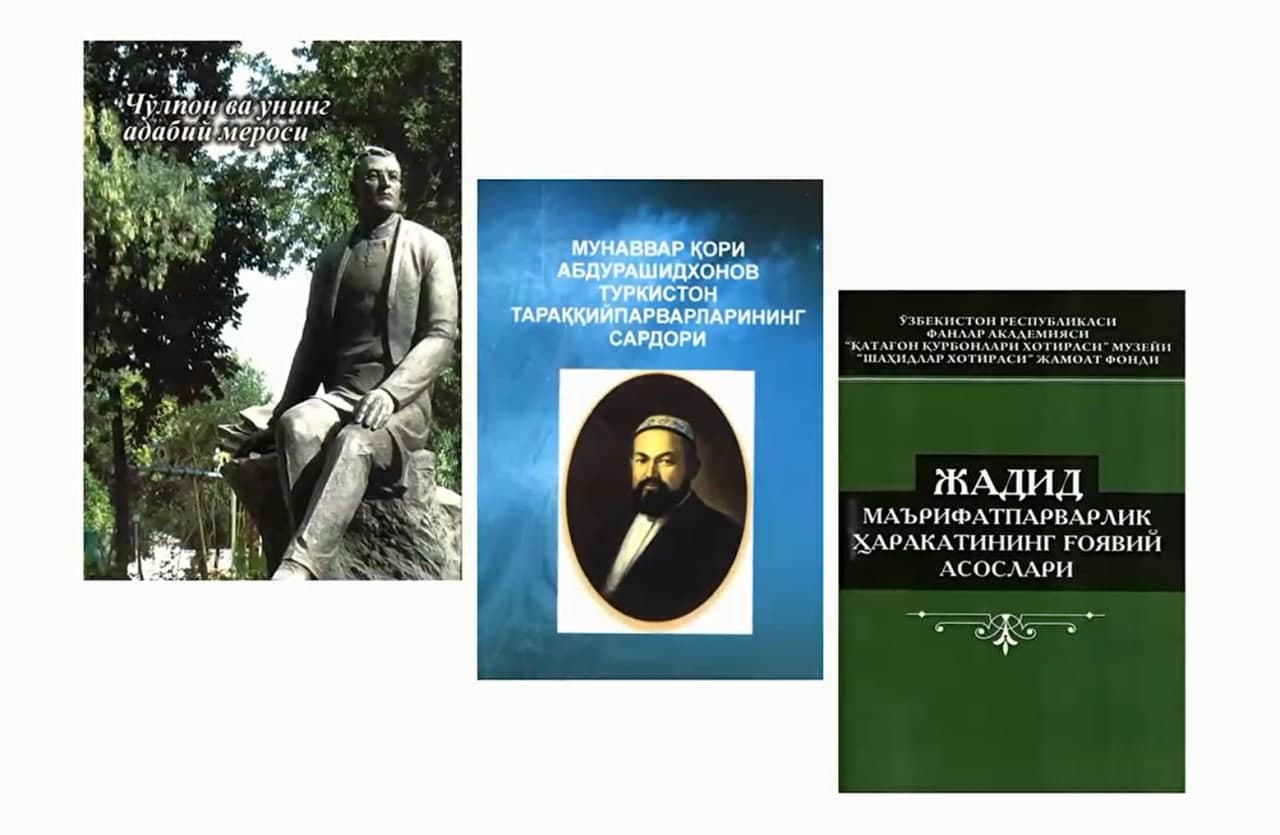 Чўлпон ва унинг
адабий мероси
МУНАВВАР ҚОРИ
АБДУРАШИДХОНОВ
ТУРКИСТОН
ТАРАҚҚИЙПАРВАРЛАРИНИНГ
САРДОРИ
ЎЗБЕКИСТОН РЕСПУБЛИКАСИ
ФАНЛАР АКАДЕМИЯСИ
“ҚАТАҒОН ҚУРБОНЛАРИ ХОТИРАСИ” МУЗЕЙИ
“ШАҲИДЛАР ХОТИРАСИ” ЖАМОАТ ФОНДИ
ЖАДИД
МАЪРИФАТПАРВАРЛИК
ҲАРАКАТИНИНГ ҒОЯВИЙ
АСОСЛАРИ